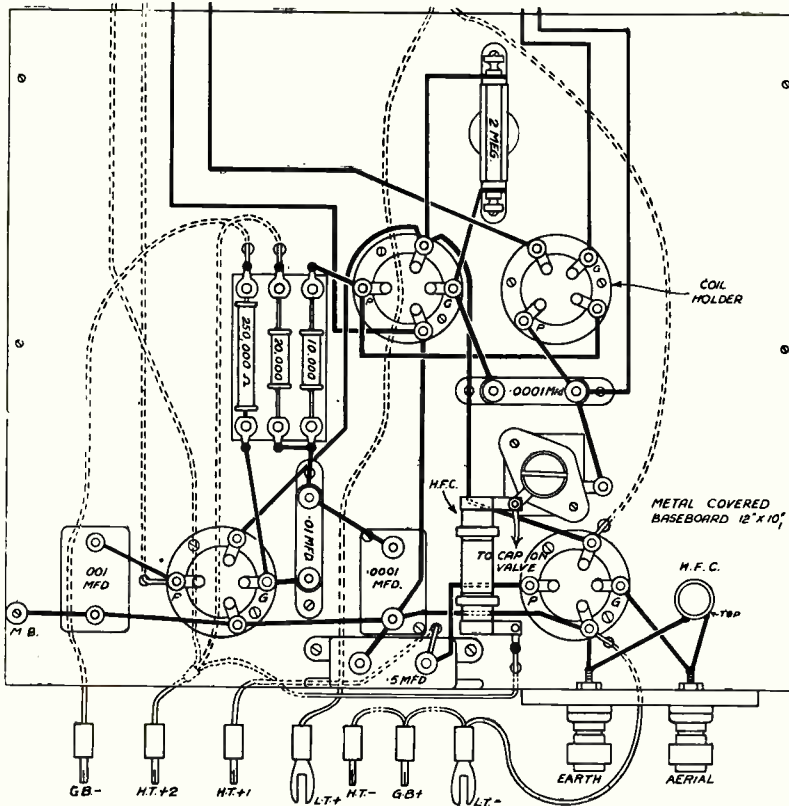 2 MEG.
G
P
G
P
COIL
HOLDER
250,000 Ω
20,000
10,000
.0001 Mfd
H.F.C.
METAL COVERED
BASEBOARD 12" X 10"
.01 MFD
.0001
MFD.
TO CAP ON
VALVE
H.F.C.
TOP
.001
MFD
P
G
P
G
M.B.
.5 MFD
G.B.-
H.T.+2
H.T.+1
L.T.+
H.T.-
G.B+
L.T.-
EARTH
AERIAL